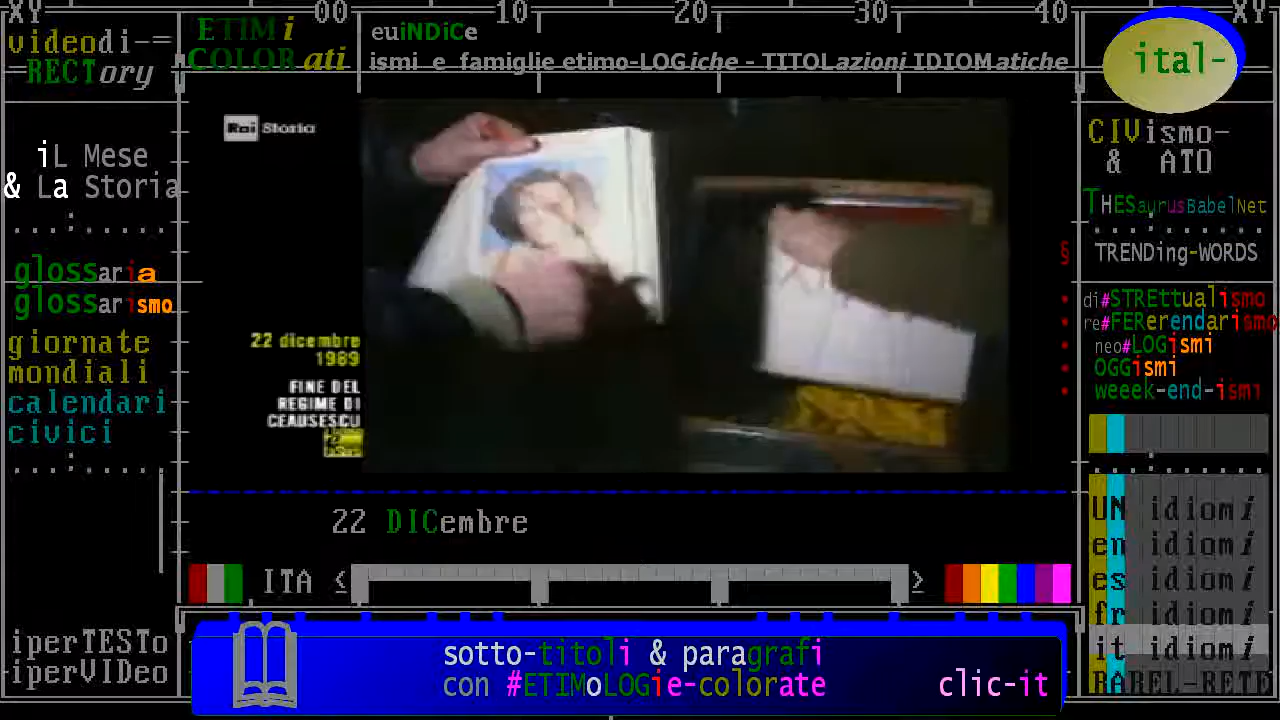 XY 00 10 20 30 40 XY
videodi-=
=RECTory
ETIMi
COLORati
euiNDiCe
ismi e famiglie etimo-LOGiche - TITOLazioni IDIOMatiche
ital-
CIVismo-
& ATO
THESaurusBabelNet
TRENDing-WORDS
di#STREttualismo
re#FERerendarismo
neo#LOGismi
OGGismi
weeek-end-ismi
iL Mese
& La Storia
glossaria
glossarismo
giornate
mondiali
calendari
civici
Rai Storia
22 dicembre
1989
FINE DEL
REGIME DI
CEAUSESCU
§
22 DICembre
ITA < >
UN idiomi
en idiomi
es idiomi
fr idiomi
it idiomi
iperTESTo
iperVIDeo
sotto-titoli & paragrafi
con #ETIMoLOGie-colorate
clic-it